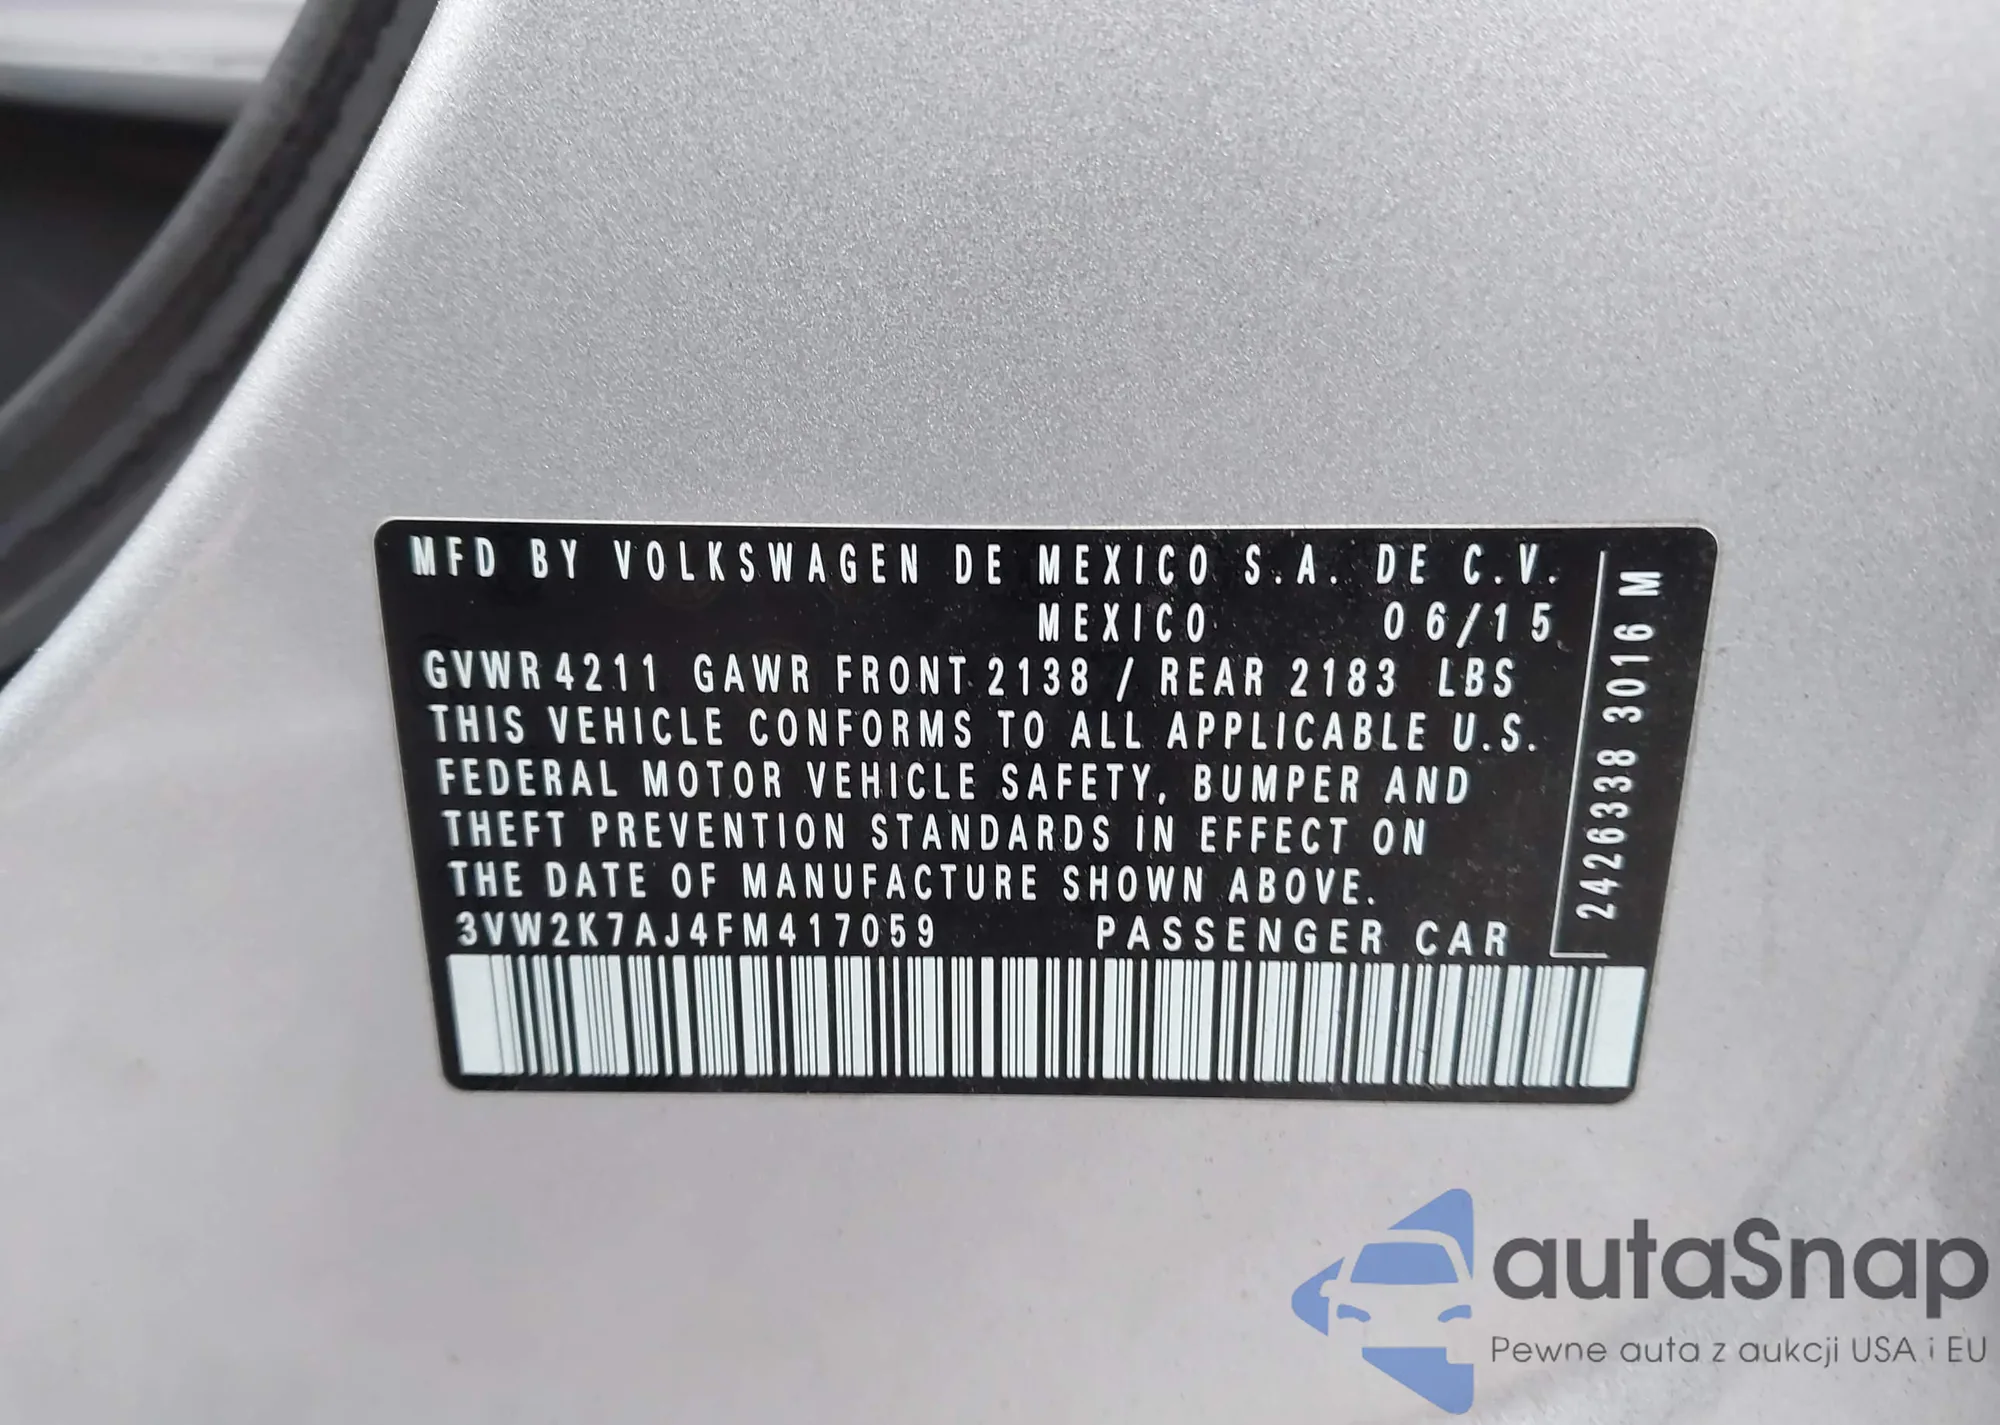 MFD BY VOLKSWAGEN DE MEXICO S.A. DE C.V.
MEXICO 06/15
GVWR 4211 GAWR FRONT 2138 / REAR 2183 LBS
THIS VEHICLE CONFORMS TO ALL APPLICABLE U.S.
FEDERAL MOTOR VEHICLE SAFETY, BUMPER AND
THEFT PREVENTION STANDARDS IN EFFECT ON
THE DATE OF MANUFACTURE SHOWN ABOVE.
3VW2K7AJ4FM417059 PASSENGER CAR
2426338 3016 M
autaSnap
Pewne auta z aukcji USA i EU